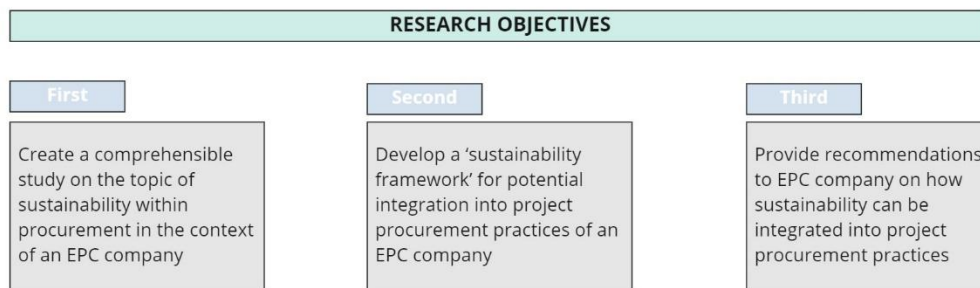 RESEARCH OBJECTIVES
First
Create a comprehensible
study on the topic of
sustainability within
procurement in the context
of an EPC company
Second
Develop a ‘sustainability
framework’ for potential
integration into project
procurement practices of an
EPC company
Third
Provide recommendations
to EPC company on how
sustainability can be
integrated into project
procurement practices